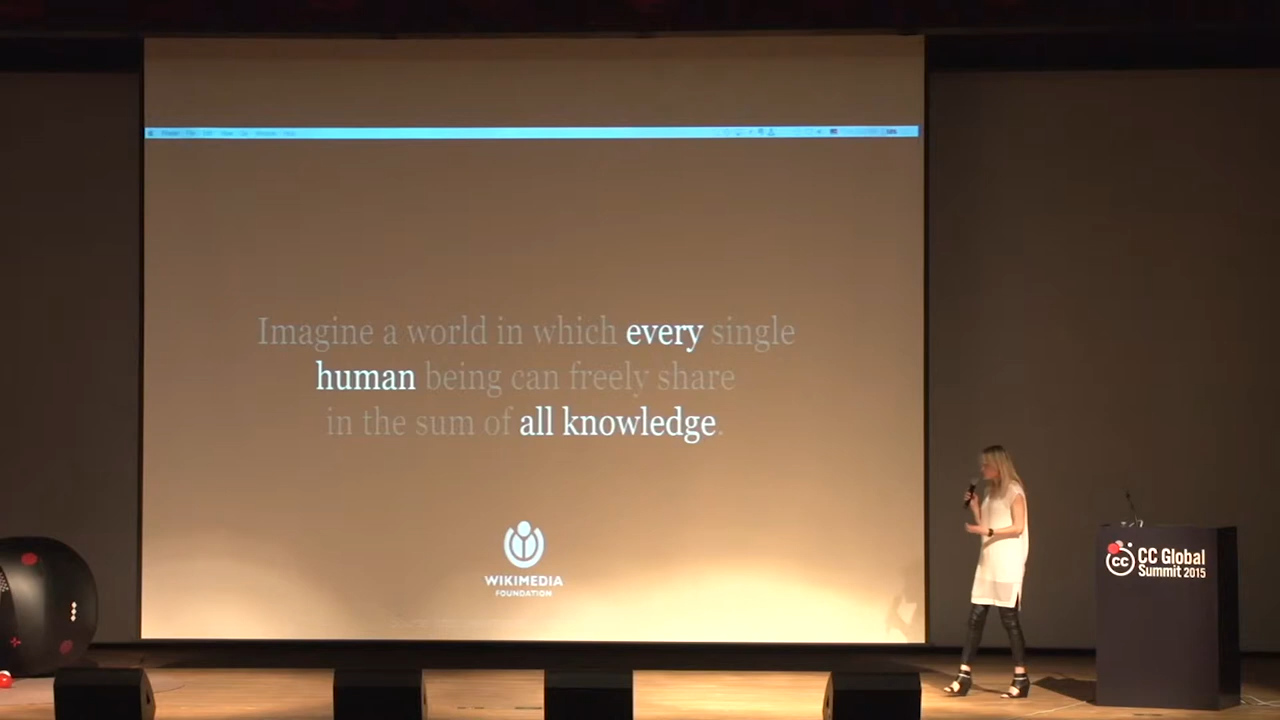 Imagine a world in which every single
human being can freely share
in the sum of all knowledge.
WIKIMEDIA
FOUNDATION
CC CC Global
Summit 2015